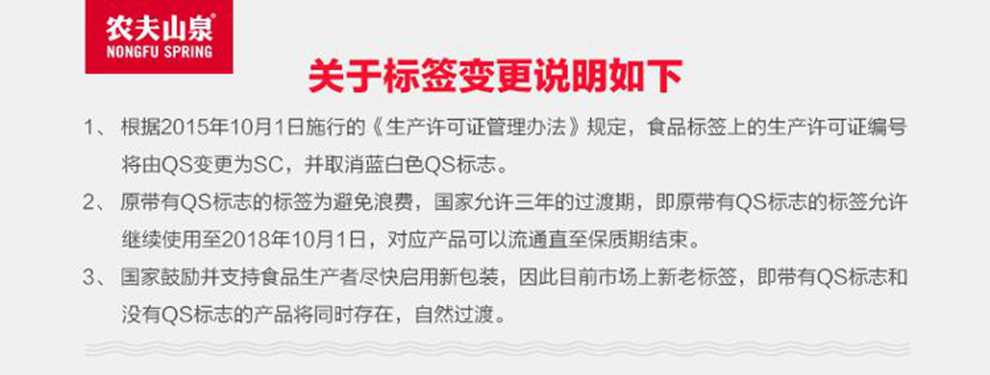 农夫山泉
NONGFU SPRING
关于标签变更说明如下
1、根据2015年10月1日施行的《生产许可证管理办法》规定，食品标签上的生产许可证编号
将由QS变更为SC，并取消蓝白色QS标志。
2、原带有QS标志的标签为避免浪费，国家允许三年的过渡期，即原带有QS标志的标签允许
继续使用至2018年10月1日，对应产品可以流通直至保质期结束。
3、国家鼓励并支持食品生产者尽快启用新包装，因此目前市场上新老标签，即带有QS标志和
没有QS标志的产品将同时存在，自然过渡。